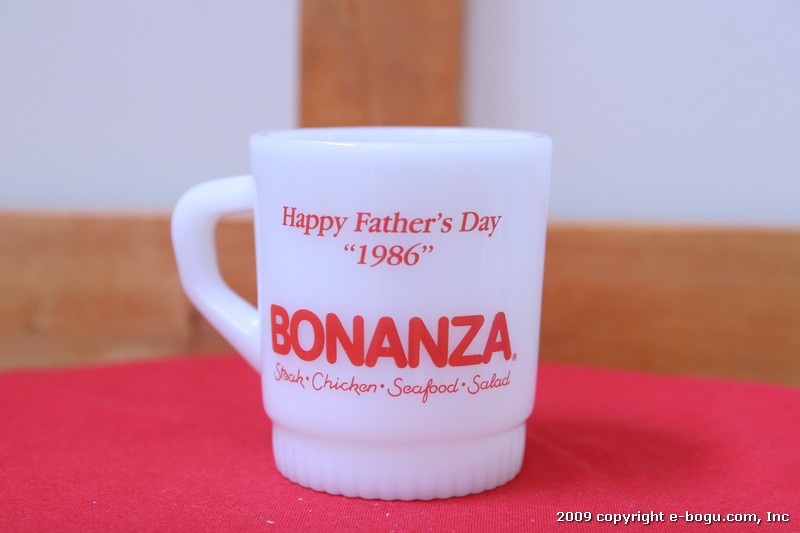 Happy Father's Day
“1986”
BONANZA®
Steak • Chicken • Seafood • Salad
2009 copyright e-bogu.com, Inc